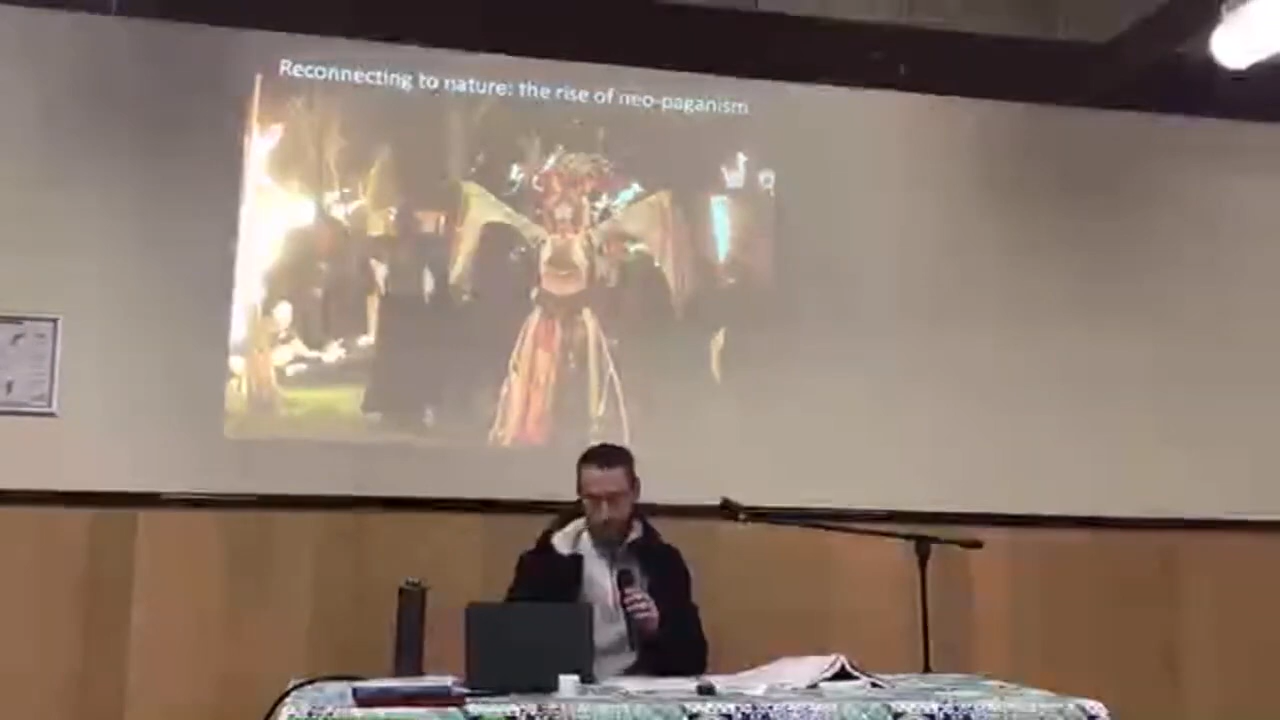 Reconnecting to nature: the rise of neo-paganism